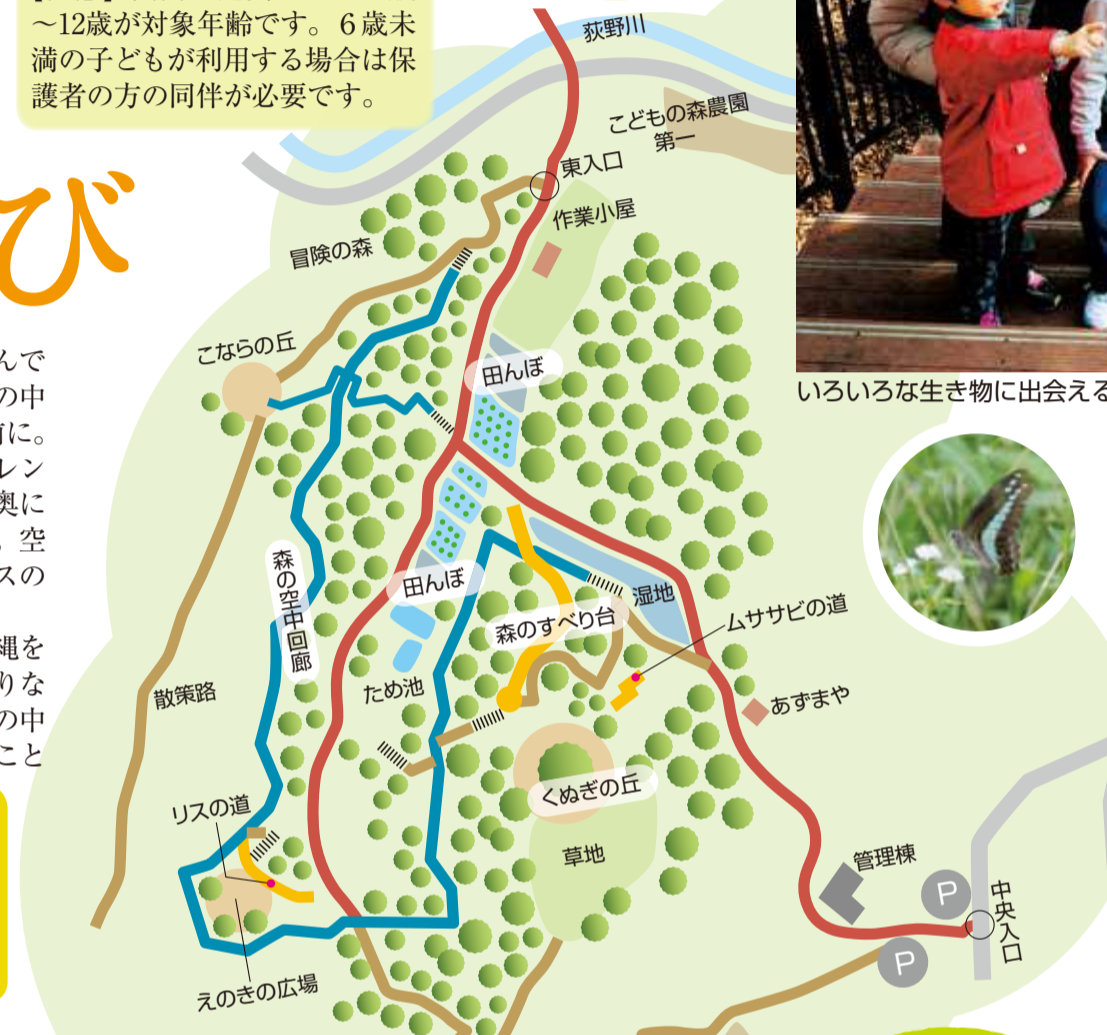 ～12歳が対象年齢です。６歳未
満の子どもが利用する場合は保
護者の方の同伴が必要です。
び
んで
の中
前に。
レン
奥に
空
スの
縄を
りな
の中
こと
荻野川
こどもの森農園
第一
東入口
作業小屋
冒険の森
こならの丘
田んぼ
いろいろな生き物に出会える
森の空中回廊
田んぼ
湿地
森のすべり台
ムササビの道
散策路
ため池
あずまや
くぬぎの丘
リスの道
草地
管理棟
P
中央入口
P
えのきの広場